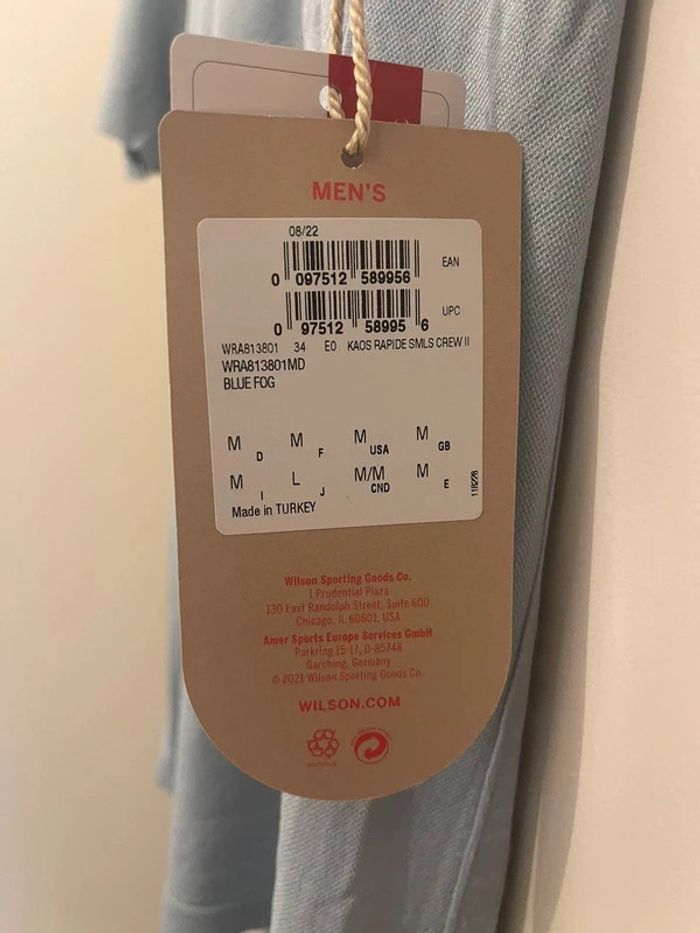 MEN'S
08/22
0 097512 589956
EAN
0 97512 58995 6
UPC
WRA813801 34 E0 KAOS RAPIDE SMLS CREW II
WRA813801MD
BLUE FOG
M D M F M USA M GB
M I L J M/M CND M E
118228
Made in TURKEY
Wilson Sporting Goods Co.
1 Prudential Plaza
130 East Randolph Street, Suite 600
Chicago, IL 60601, USA
Amer Sports Europe Services GmbH
Parkring 15-17, D-85748
Garching, Germany
© 2021 Wilson Sporting Goods Co.
WILSON.COM
RECYCLE